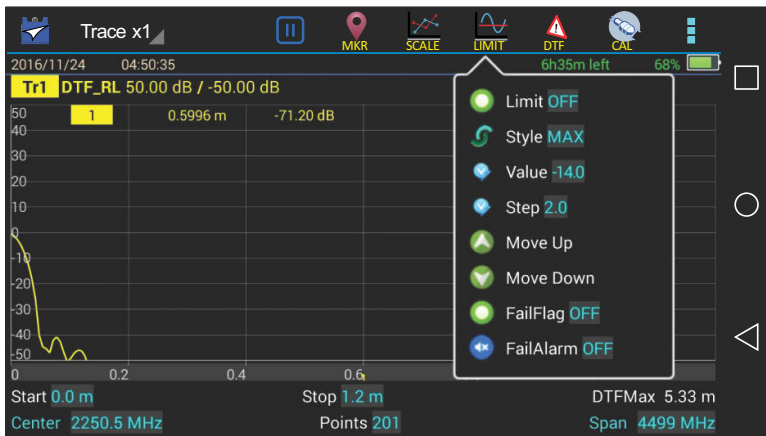 Trace x1
MKR SCALE LIMIT DTF CAL
2016/11/24 04:50:35 6h35m left 68%
Tr1 DTF_RL 50.00 dB / -50.00 dB
50 1 0.5996 m -71.20 dB
40
30
20
10
0
-10
-20
-30
-40
-50
0 0.2 0.4 0.6
Limit OFF
Style MAX
Value -14.0
Step 2.0
Move Up
Move Down
FailFlag OFF
FailAlarm OFF
Start 0.0 m Stop 1.2 m DTFMax 5.33 m
Center 2250.5 MHz Points 201 Span 4499 MHz